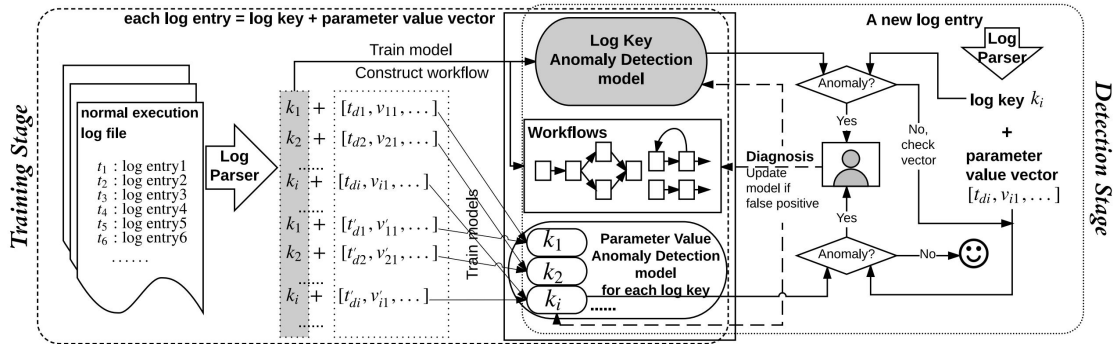 Training Stage
each log entry = log key + parameter value vector
normal execution
log file
t1 : log entry1
t2 : log entry2
t3 : log entry3
t4 : log entry4
t5 : log entry5
t6 : log entry6
......
Log
Parser
Train model
Construct workflow
k1 + [td1, v11, . . . ]
k2 + [td2, v21, . . . ]
......
ki + [tdi, vi1, . . . ]
......
k1 + [t′d1, v′11, . . . ]
k2 + [t′d2, v′21, . . . ]
......
ki + [t′di, v′i1, . . . ]
......
Train models
Log Key
Anomaly Detection
model
Workflows
k1
k2
ki
......
Parameter Value
Anomaly Detection
model
for each log key
Diagnosis
Update
model if
false positive
A new log entry
Log
Parser
log key ki
+
parameter
value vector
[tdi, vi1, . . . ]
Anomaly?
Yes
No,
check
vector
Yes
Anomaly?
No
Detection Stage